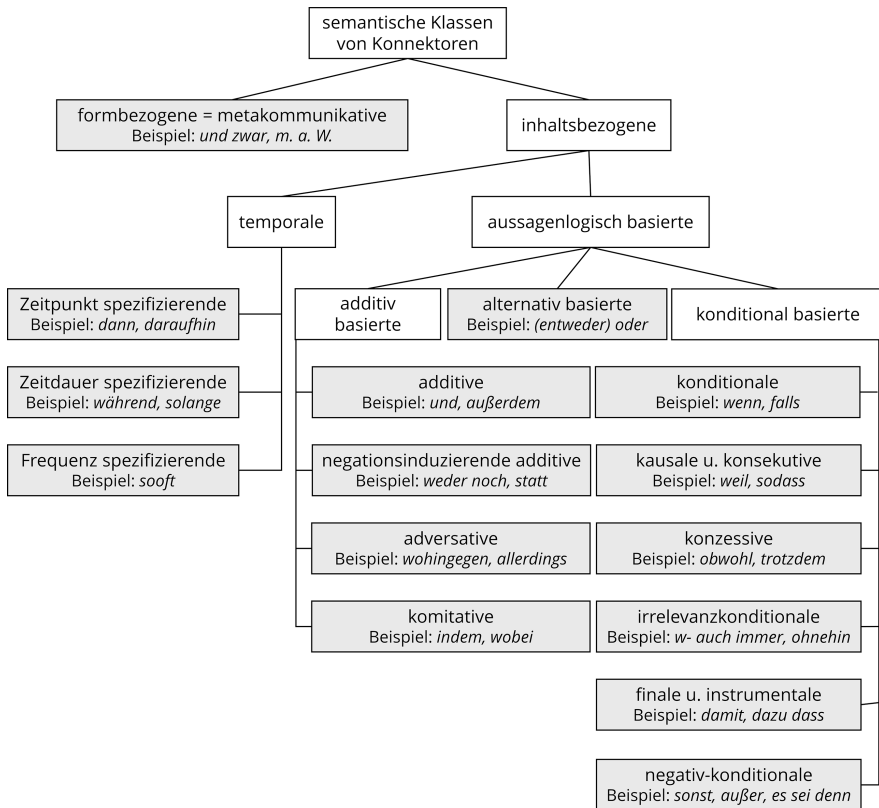 semantische Klassen
von Konnektoren
formbezogene = metakommunikative
Beispiel: und zwar, m. a. W.
inhaltsbezogene
temporale
aussagenlogisch basierte
Zeitpunkt spezifizierende
Beispiel: dann, daraufhin
Zeitdauer spezifizierende
Beispiel: während, solange
Frequenz spezifizierende
Beispiel: sooft
additiv
basierte
alternativ basierte
Beispiel: (entweder) oder
konditional basierte
additive
Beispiel: und, außerdem
negationsinduzierende additive
Beispiel: weder noch, statt
adversative
Beispiel: wohingegen, allerdings
komitative
Beispiel: indem, wobei
konditionale
Beispiel: wenn, falls
kausale u. konsekutive
Beispiel: weil, sodass
konzessive
Beispiel: obwohl, trotzdem
irrelevanzkonditionale
Beispiel: w- auch immer, ohnehin
finale u. instrumentale
Beispiel: damit, dazu dass
negativ-konditionale
Beispiel: sonst, außer, es sei denn